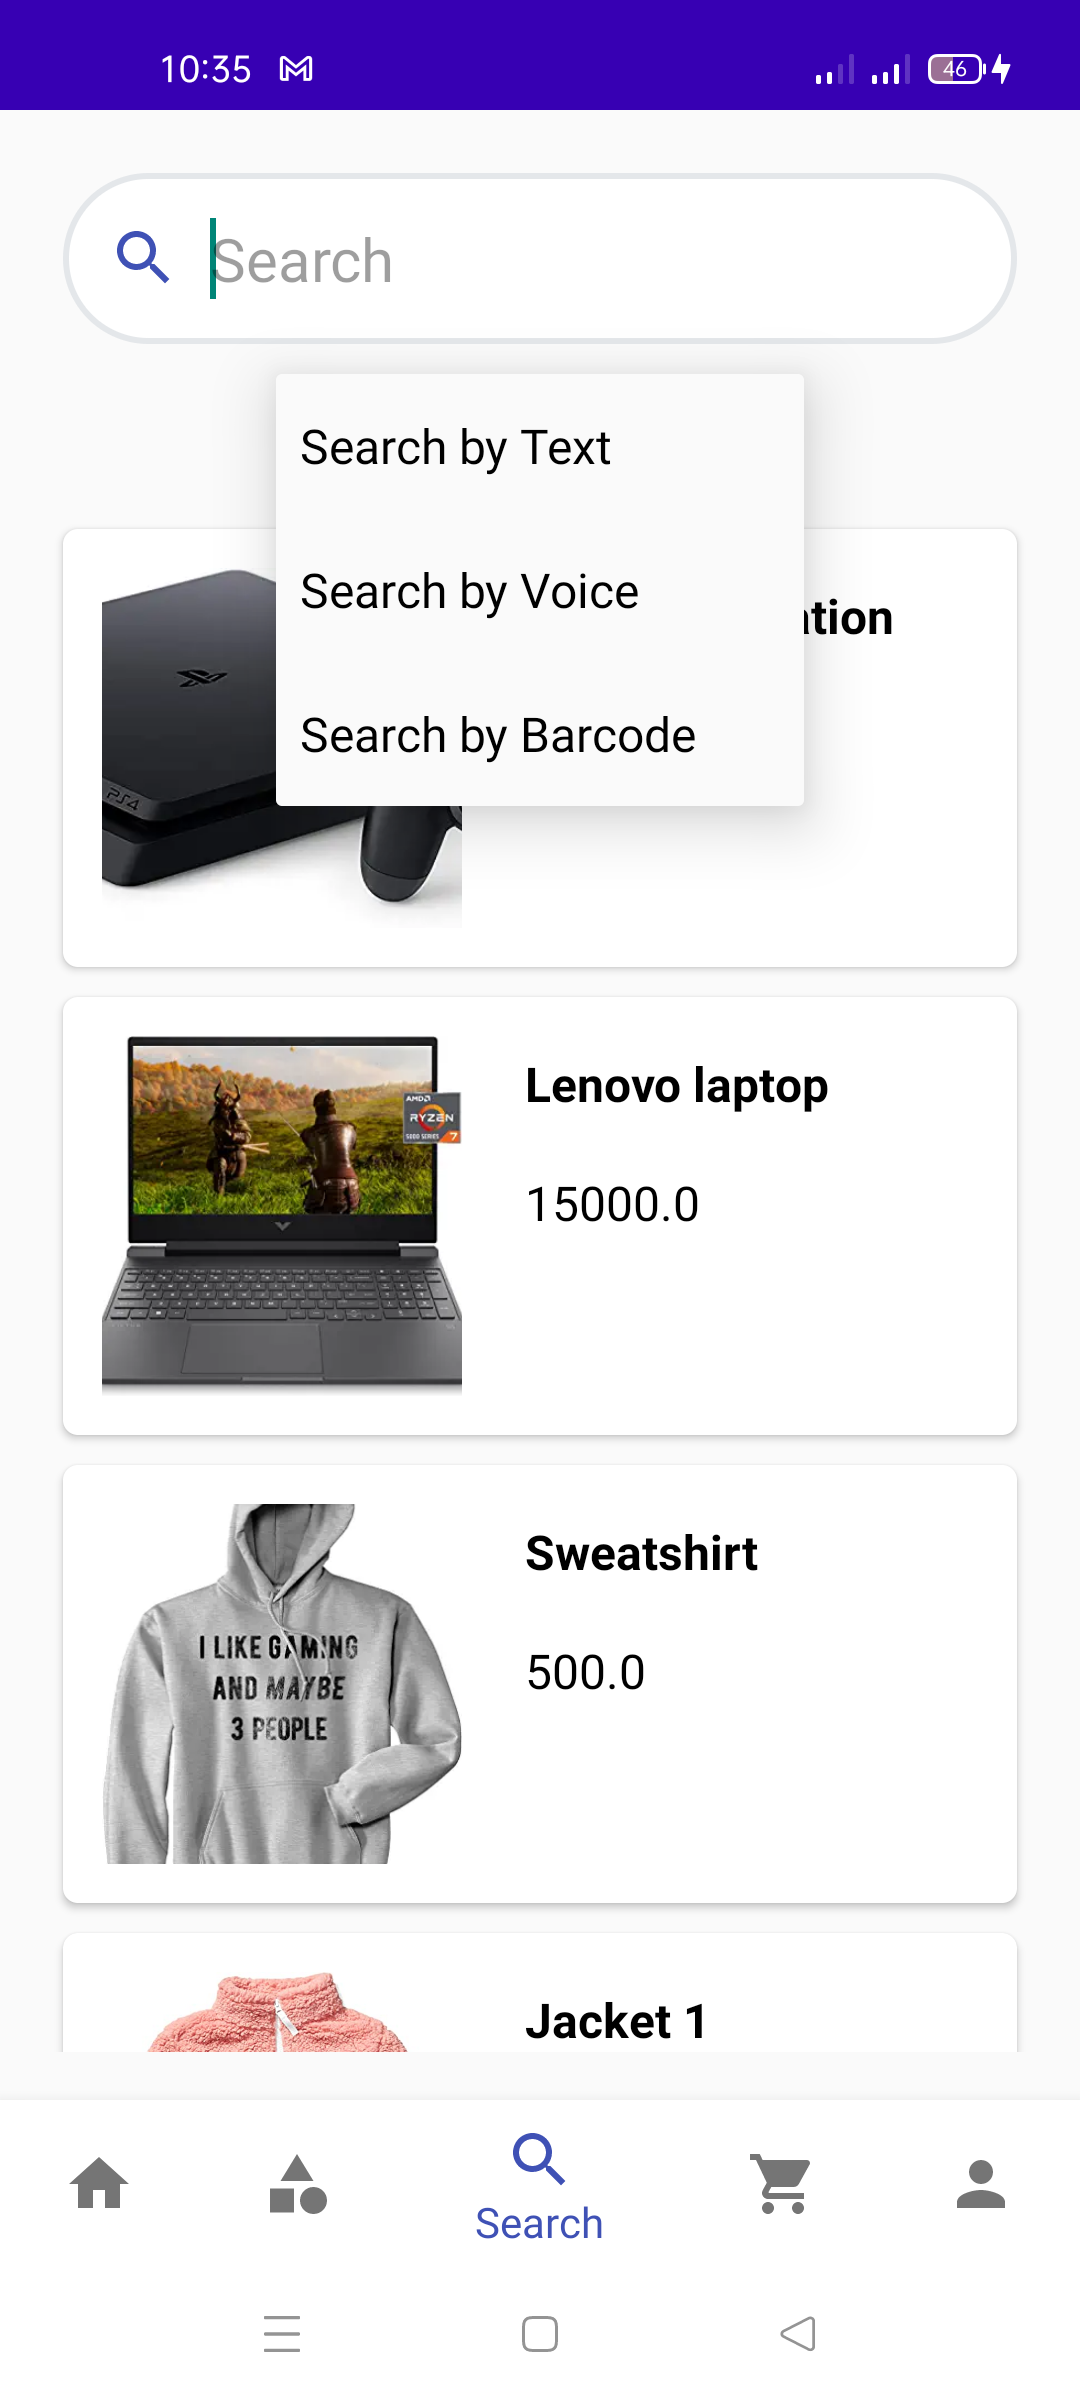 10:35
46
Search
Search by Text
Search by Voice
ation
Search by Barcode
PS4
Lenovo laptop
AMD
RYZEN
5000 SERIES 7
15000.0
Sweatshirt
I LIKE GAMING
AND MAYBE
3 PEOPLE
500.0
Jacket 1
Search